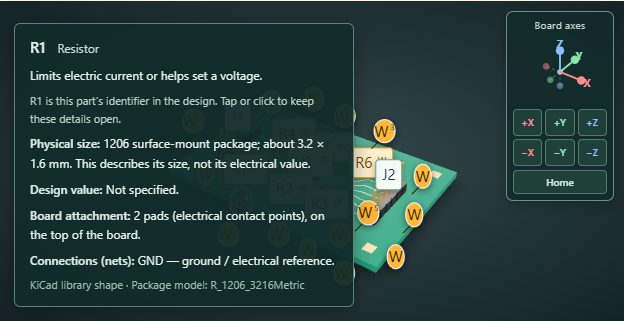 R1 Resistor
Limits electric current or helps set a voltage.
R1 is this part's identifier in the design. Tap or click to keep
these details open.
Physical size: 1206 surface-mount package; about 3.2 ×
1.6 mm. This describes its size, not its electrical value.
Design value: Not specified.
Board attachment: 2 pads (electrical contact points), on
the top of the board.
Connections (nets): GND — ground / electrical reference.
KiCad library shape · Package model: R_1206_3216Metric
W
R6
J2
W
W
W
W
Board axes
Z
Y
X
+X +Y +Z
−X −Y −Z
Home